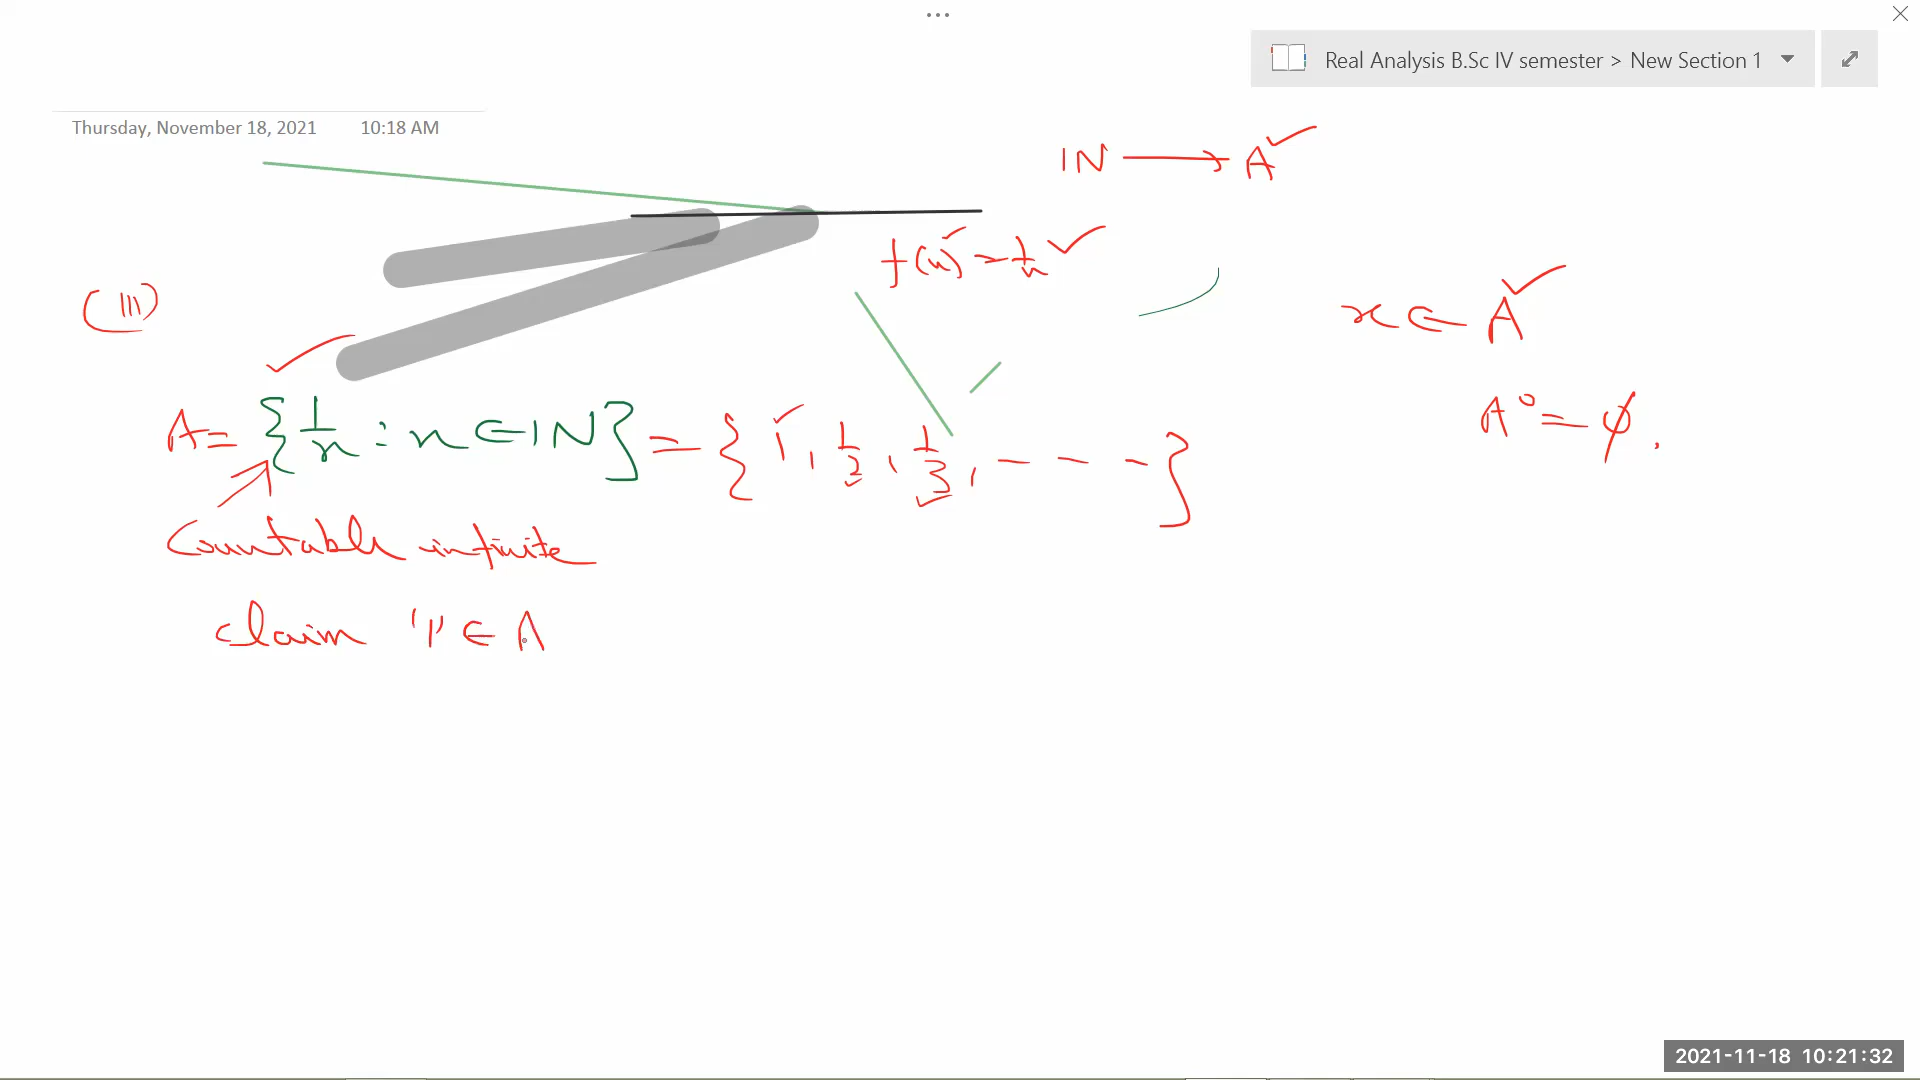 Real Analysis B.Sc IV semester > New Section 1
Thursday, November 18, 2021 10:18 AM
IN → A
f(n) = 1/n
(III)
x ∈ A
A° = ϕ.
A = {1/n : n ∈ IN} = {1, 1/2, 1/3, - - - -}
Countable infinite
claim '1' ∈ A
2021-11-18 10:21:32